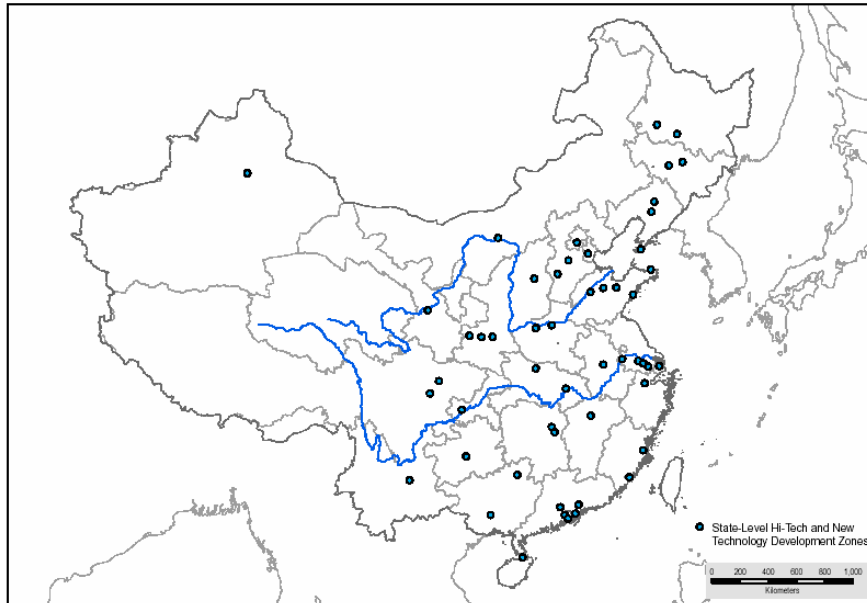 State-Level Hi-Tech and New
Technology Development Zones
0 200 400 600 800 1,000
Kilometers